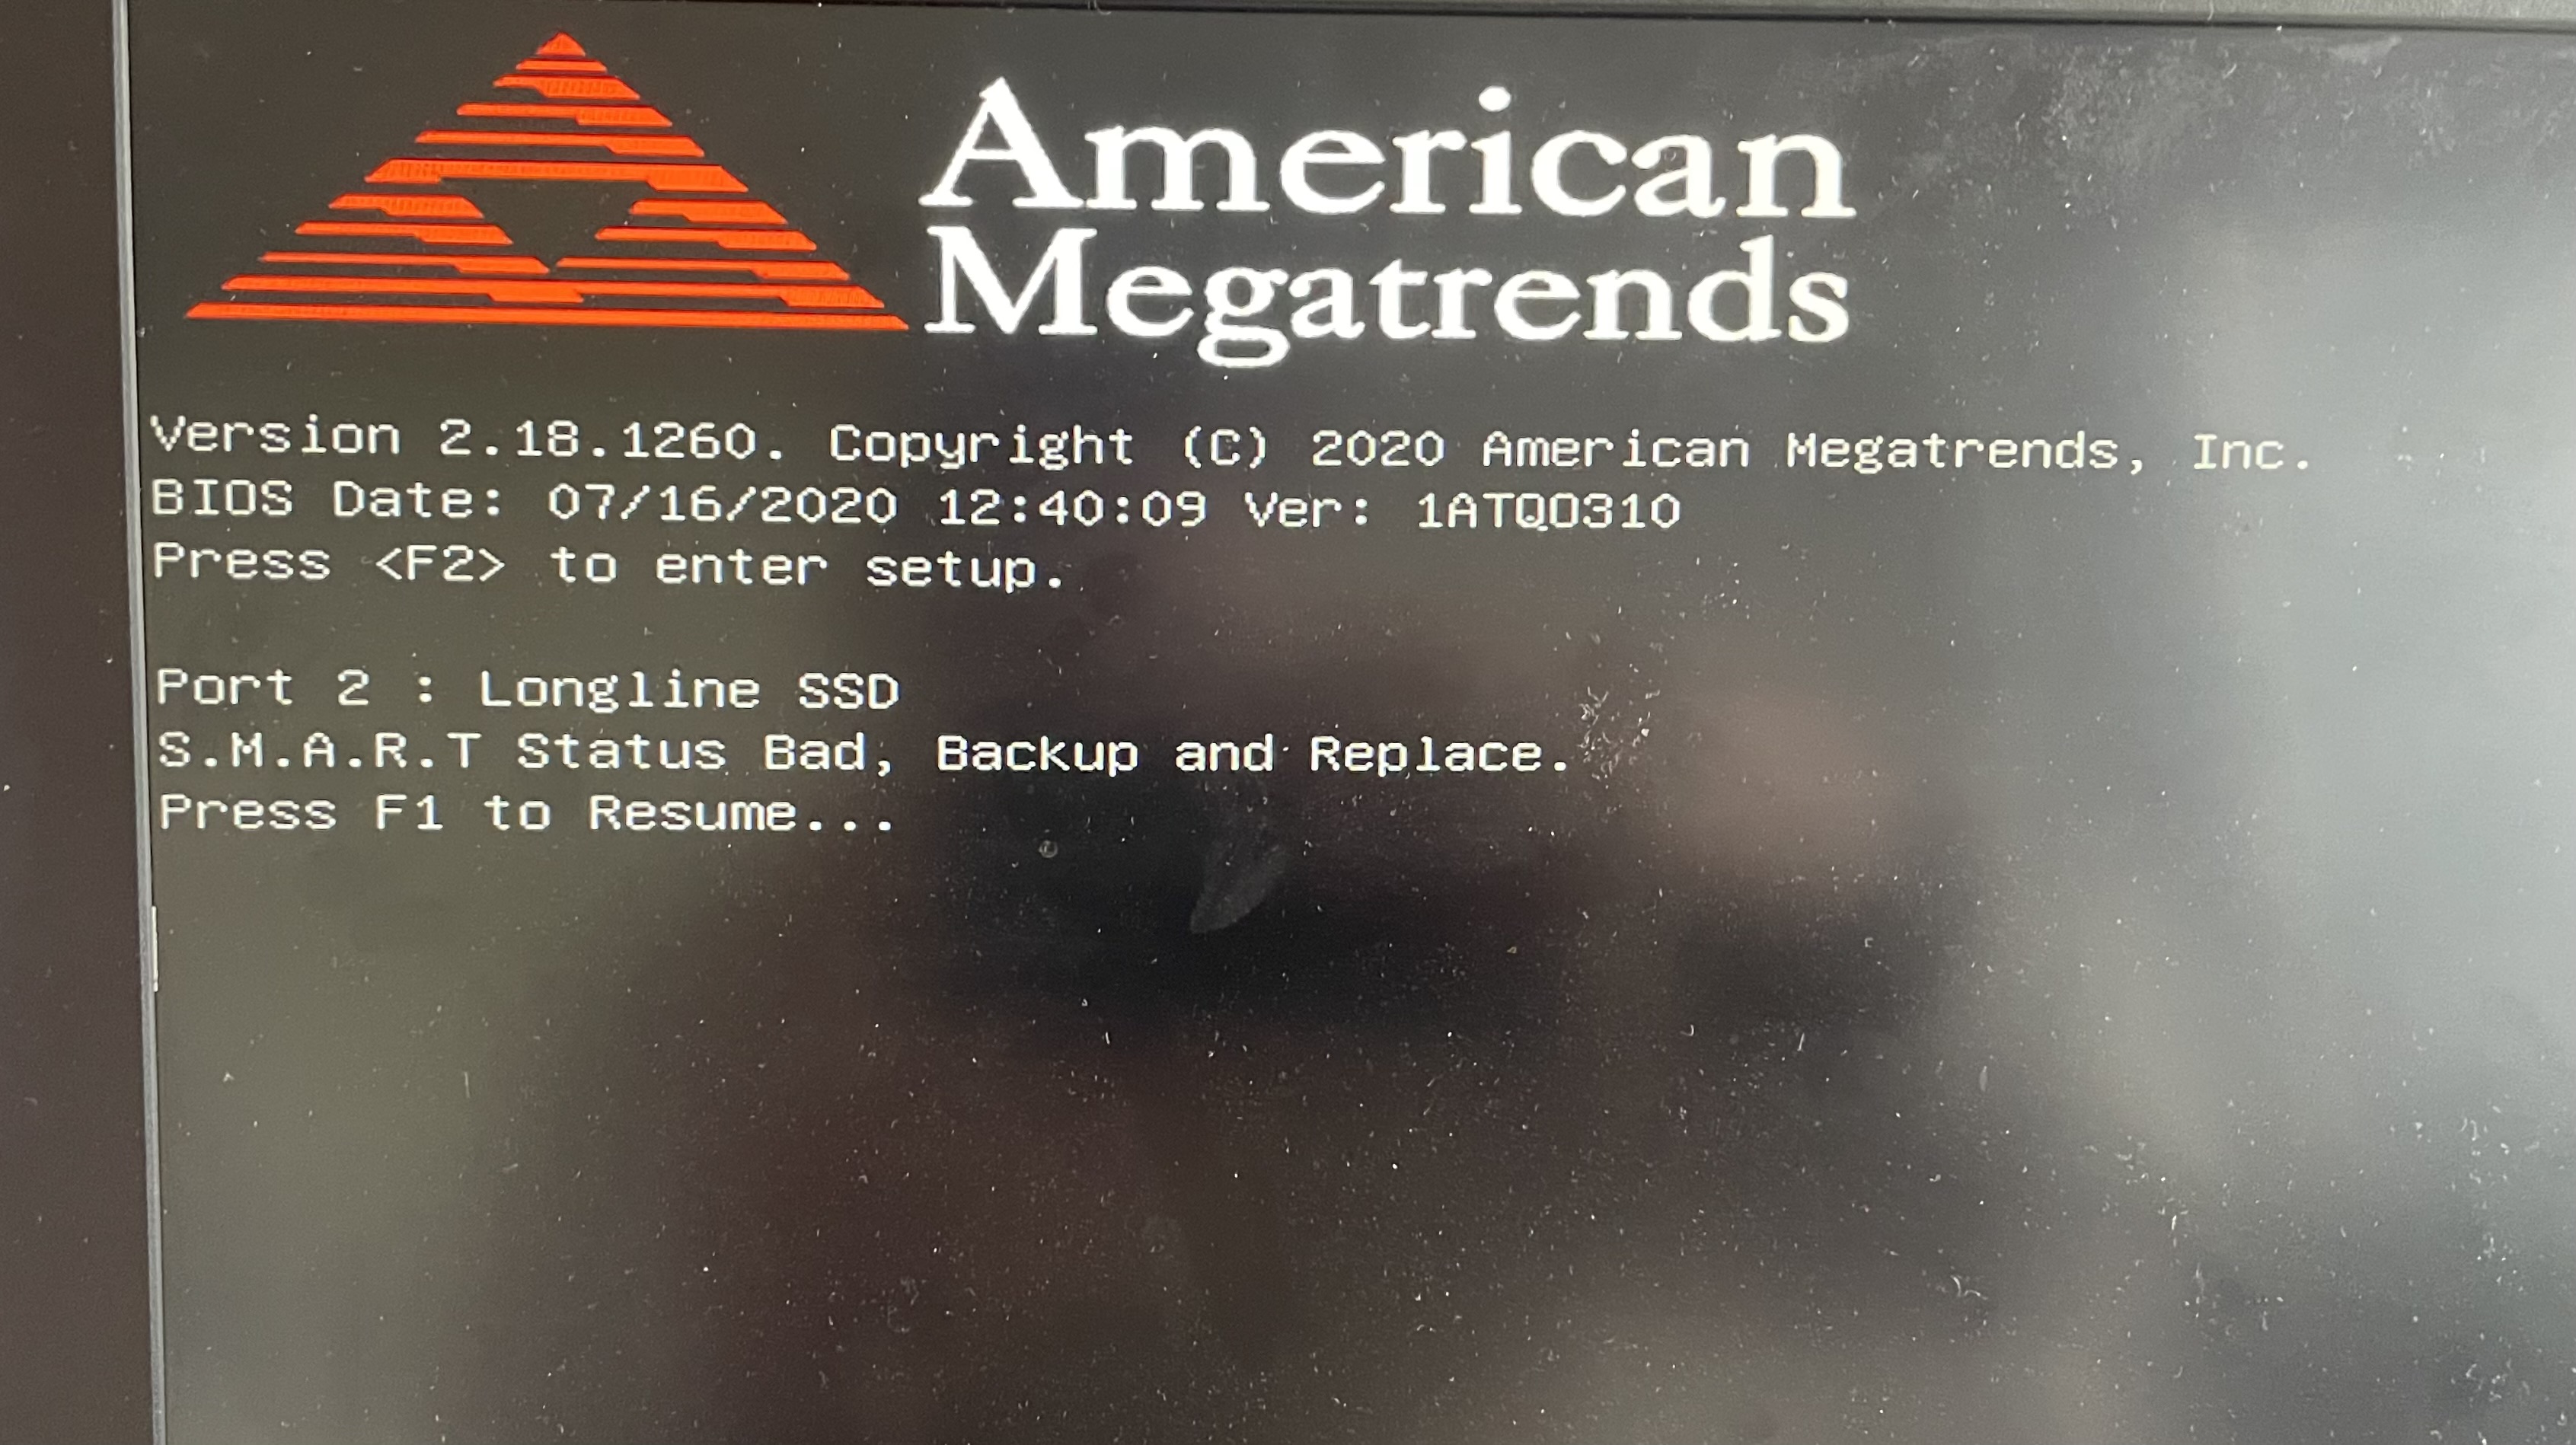 American
Megatrends
Version 2.18.1260. Copyright (C) 2020 American Megatrends, Inc.
BIOS Date: 07/16/2020 12:40:09 Ver: 1ATQO310
Press <F2> to enter setup.
Port 2 : Longline SSD
S.M.A.R.T Status Bad, Backup and Replace.
Press F1 to Resume...